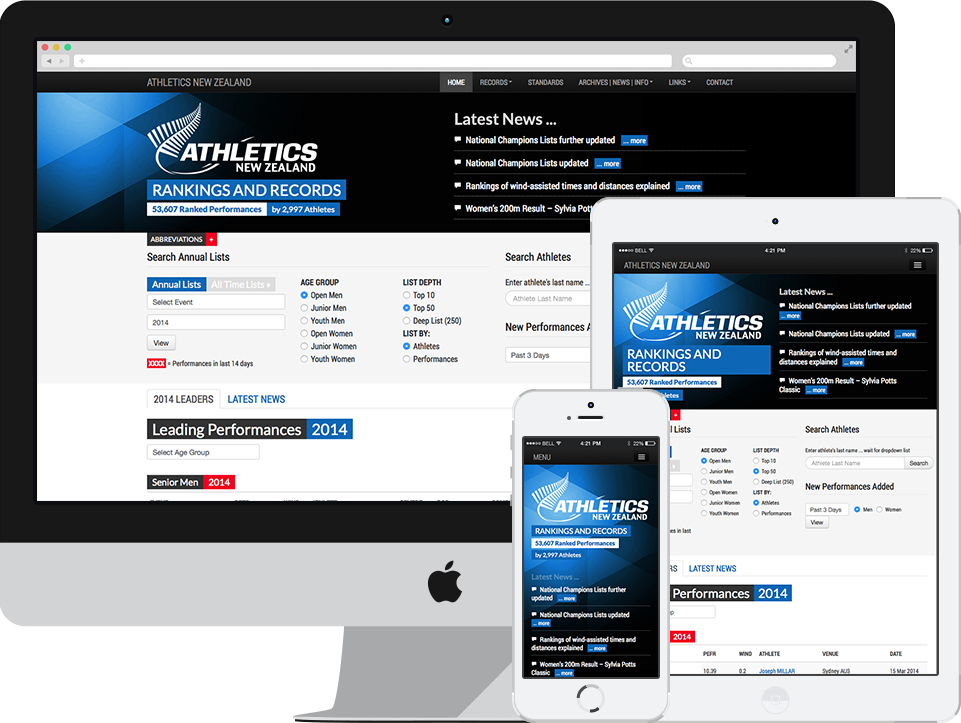 ATHLETICS NEW ZEALAND
HOME RECORDS STANDARDS ARCHIVES | NEWS | INFO LINKS CONTACT
ATHLETICS
NEW ZEALAND
RANKINGS AND RECORDS
53,607 Ranked Performances by 2,997 Athletes
Latest News ...
National Champions Lists further updated ... more
National Champions Lists updated ... more
Rankings of wind-assisted times and distances explained ... more
Women's 200m Result – Sylvia Potts
ABBREVIATIONS +
Search Annual Lists
Annual Lists All Time Lists »
Select Event
2014
View
XXXX = Performances in last 14 days
AGE GROUP
Open Men
Junior Men
Youth Men
Open Women
Junior Women
Youth Women
LIST DEPTH
Top 10
Top 50
Deep List (250)
LIST BY:
Athletes
Performances
Search Athletes
Enter athlete's last name ...
Athlete Last Name
New Performances A
Past 3 Days
2014 LEADERS LATEST NEWS
Leading Performances 2014
Select Age Group
Senior Men 2014
BELL 4:21 PM 22%
ATHLETICS NEW ZEALAND
ATHLETICS
NEW ZEALAND
RANKINGS AND
RECORDS
53,607 Ranked Performances
athletes
Latest News ...
National Champions Lists further updated
... more
National Champions Lists updated ... more
Rankings of wind-assisted times and
distances explained ... more
Women's 200m Result – Sylvia Potts
Classic ... more
+
al Lists
AGE GROUP
Open Men
Junior Men
Youth Men
Open Women
Junior Women
Youth Women
LIST DEPTH
Top 10
Top 50
Deep List (250)
LIST BY:
Athletes
Performances
es in last
Search Athletes
Enter athlete's last name ... wait for dropdown list
Athlete Last Name Search
New Performances Added
Past 3 Days Men Women
View
RS LATEST NEWS
Performances 2014
p
2014
PERF WIND ATHLETE VENUE DATE
10.39 0.2 Joseph MILLAR Sydney AUS 15 Mar 2014
BELL 4:21 PM 22%
MENU
ATHLETICS
NEW ZEALAND
RANKINGS AND RECORDS
53,607 Ranked Performances
by 2,997 Athletes
Latest News ...
National Champions Lists further
updated ... more
National Champions Lists updated
... more
Rankings of wind-assisted times and
distances explained ... more
Women's 200m Result – Sylvia Potts
Classic ... more